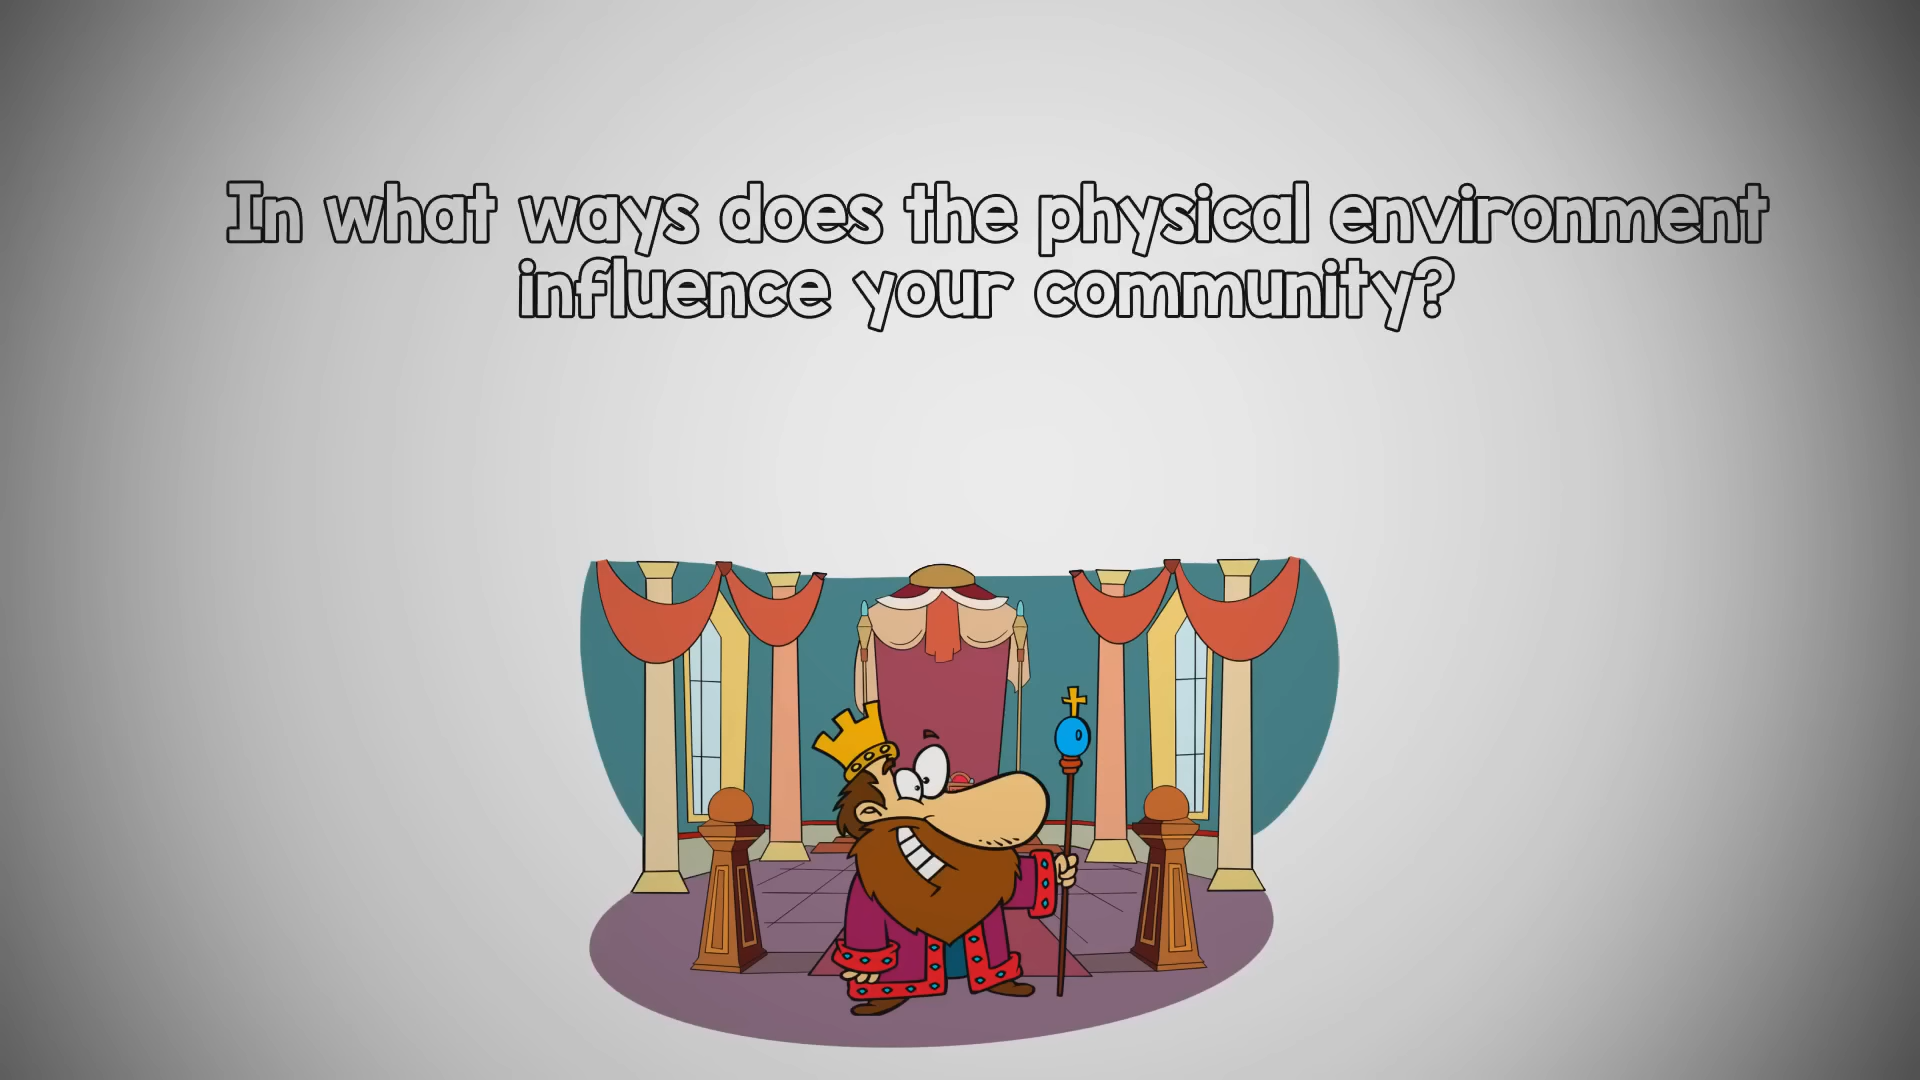 In what ways does the physical environment
influence your community?